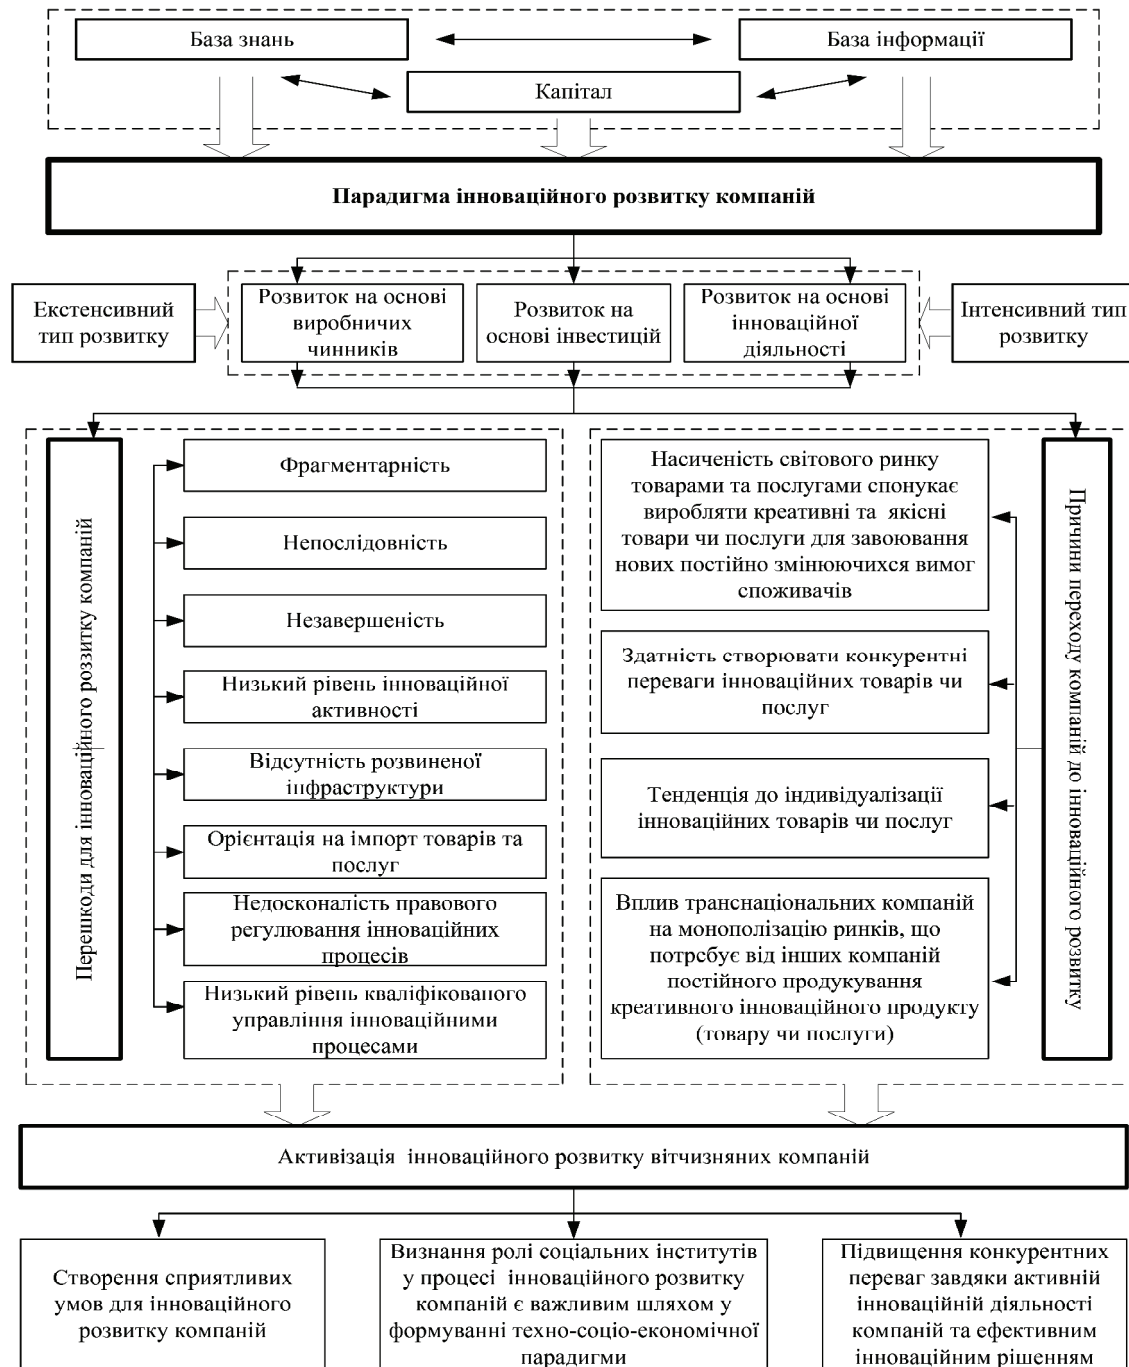 База знань
База інформації
Капітал
Парадигма інноваційного розвитку компаній
Екстенсивний
тип розвитку
Розвиток на основі
виробничих
чинників
Розвиток на
основі інвестицій
Розвиток на основі
інноваційної
діяльності
Інтенсивний тип
розвитку
Перешкоди для інноваційного роззитку компаній
Фрагментарність
Непослідовність
Незавершеність
Низький рівень інноваційної
активності
Відсутність розвиненої
інфраструктури
Орієнтація на імпорт товарів та
послуг
Недосконалість правового
регулювання інноваційних
процесів
Низький рівень кваліфікованого
управління інноваційними
процесами
Насиченість світового ринку
товарами та послугами спонукає
виробляти креативні та якісні
товари чи послуги для завоювання
нових постійно змінюючихся вимог
споживачів
Здатність створювати конкурентні
переваги інноваційних товарів чи
послуг
Тенденція до індивідуалізації
інноваційних товарів чи послуг
Вплив транснаціональних компаній
на монополізацію ринків, що
потребує від інших компаній
постійного продукування
креативного інноваційного продукту
(товару чи послуги)
Причини переходу компаній до інноваційного розвитку
Активізація інноваційного розвитку вітчизняних компаній
Створення сприятливих
умов для інноваційного
розвитку компаній
Визнання ролі соціальних інститутів
у процесі інноваційного розвитку
компаній є важливим шляхом у
формуванні техно-соціо-економічної
парадигми
Підвищення конкурентних
переваг завдяки активній
інноваційній діяльності
компаній та ефективним
інноваційним рішенням